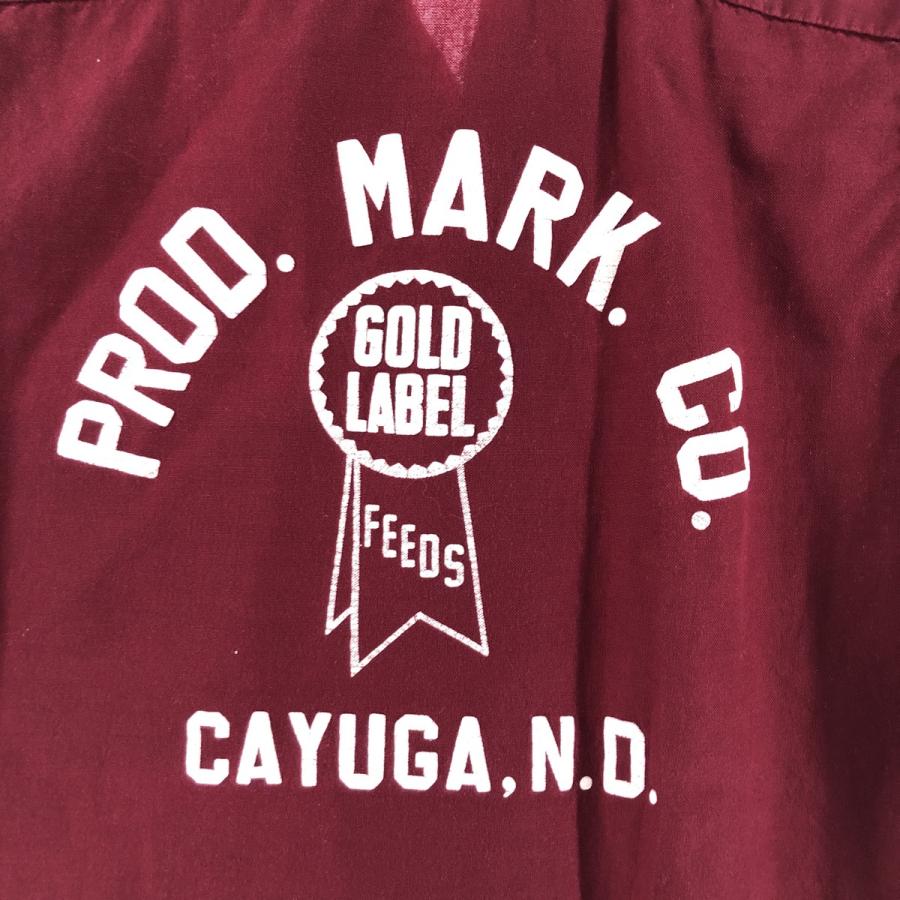 PROD. MARK. CO.
GOLD
LABEL
FEEDS
CAYUGA, N.D.